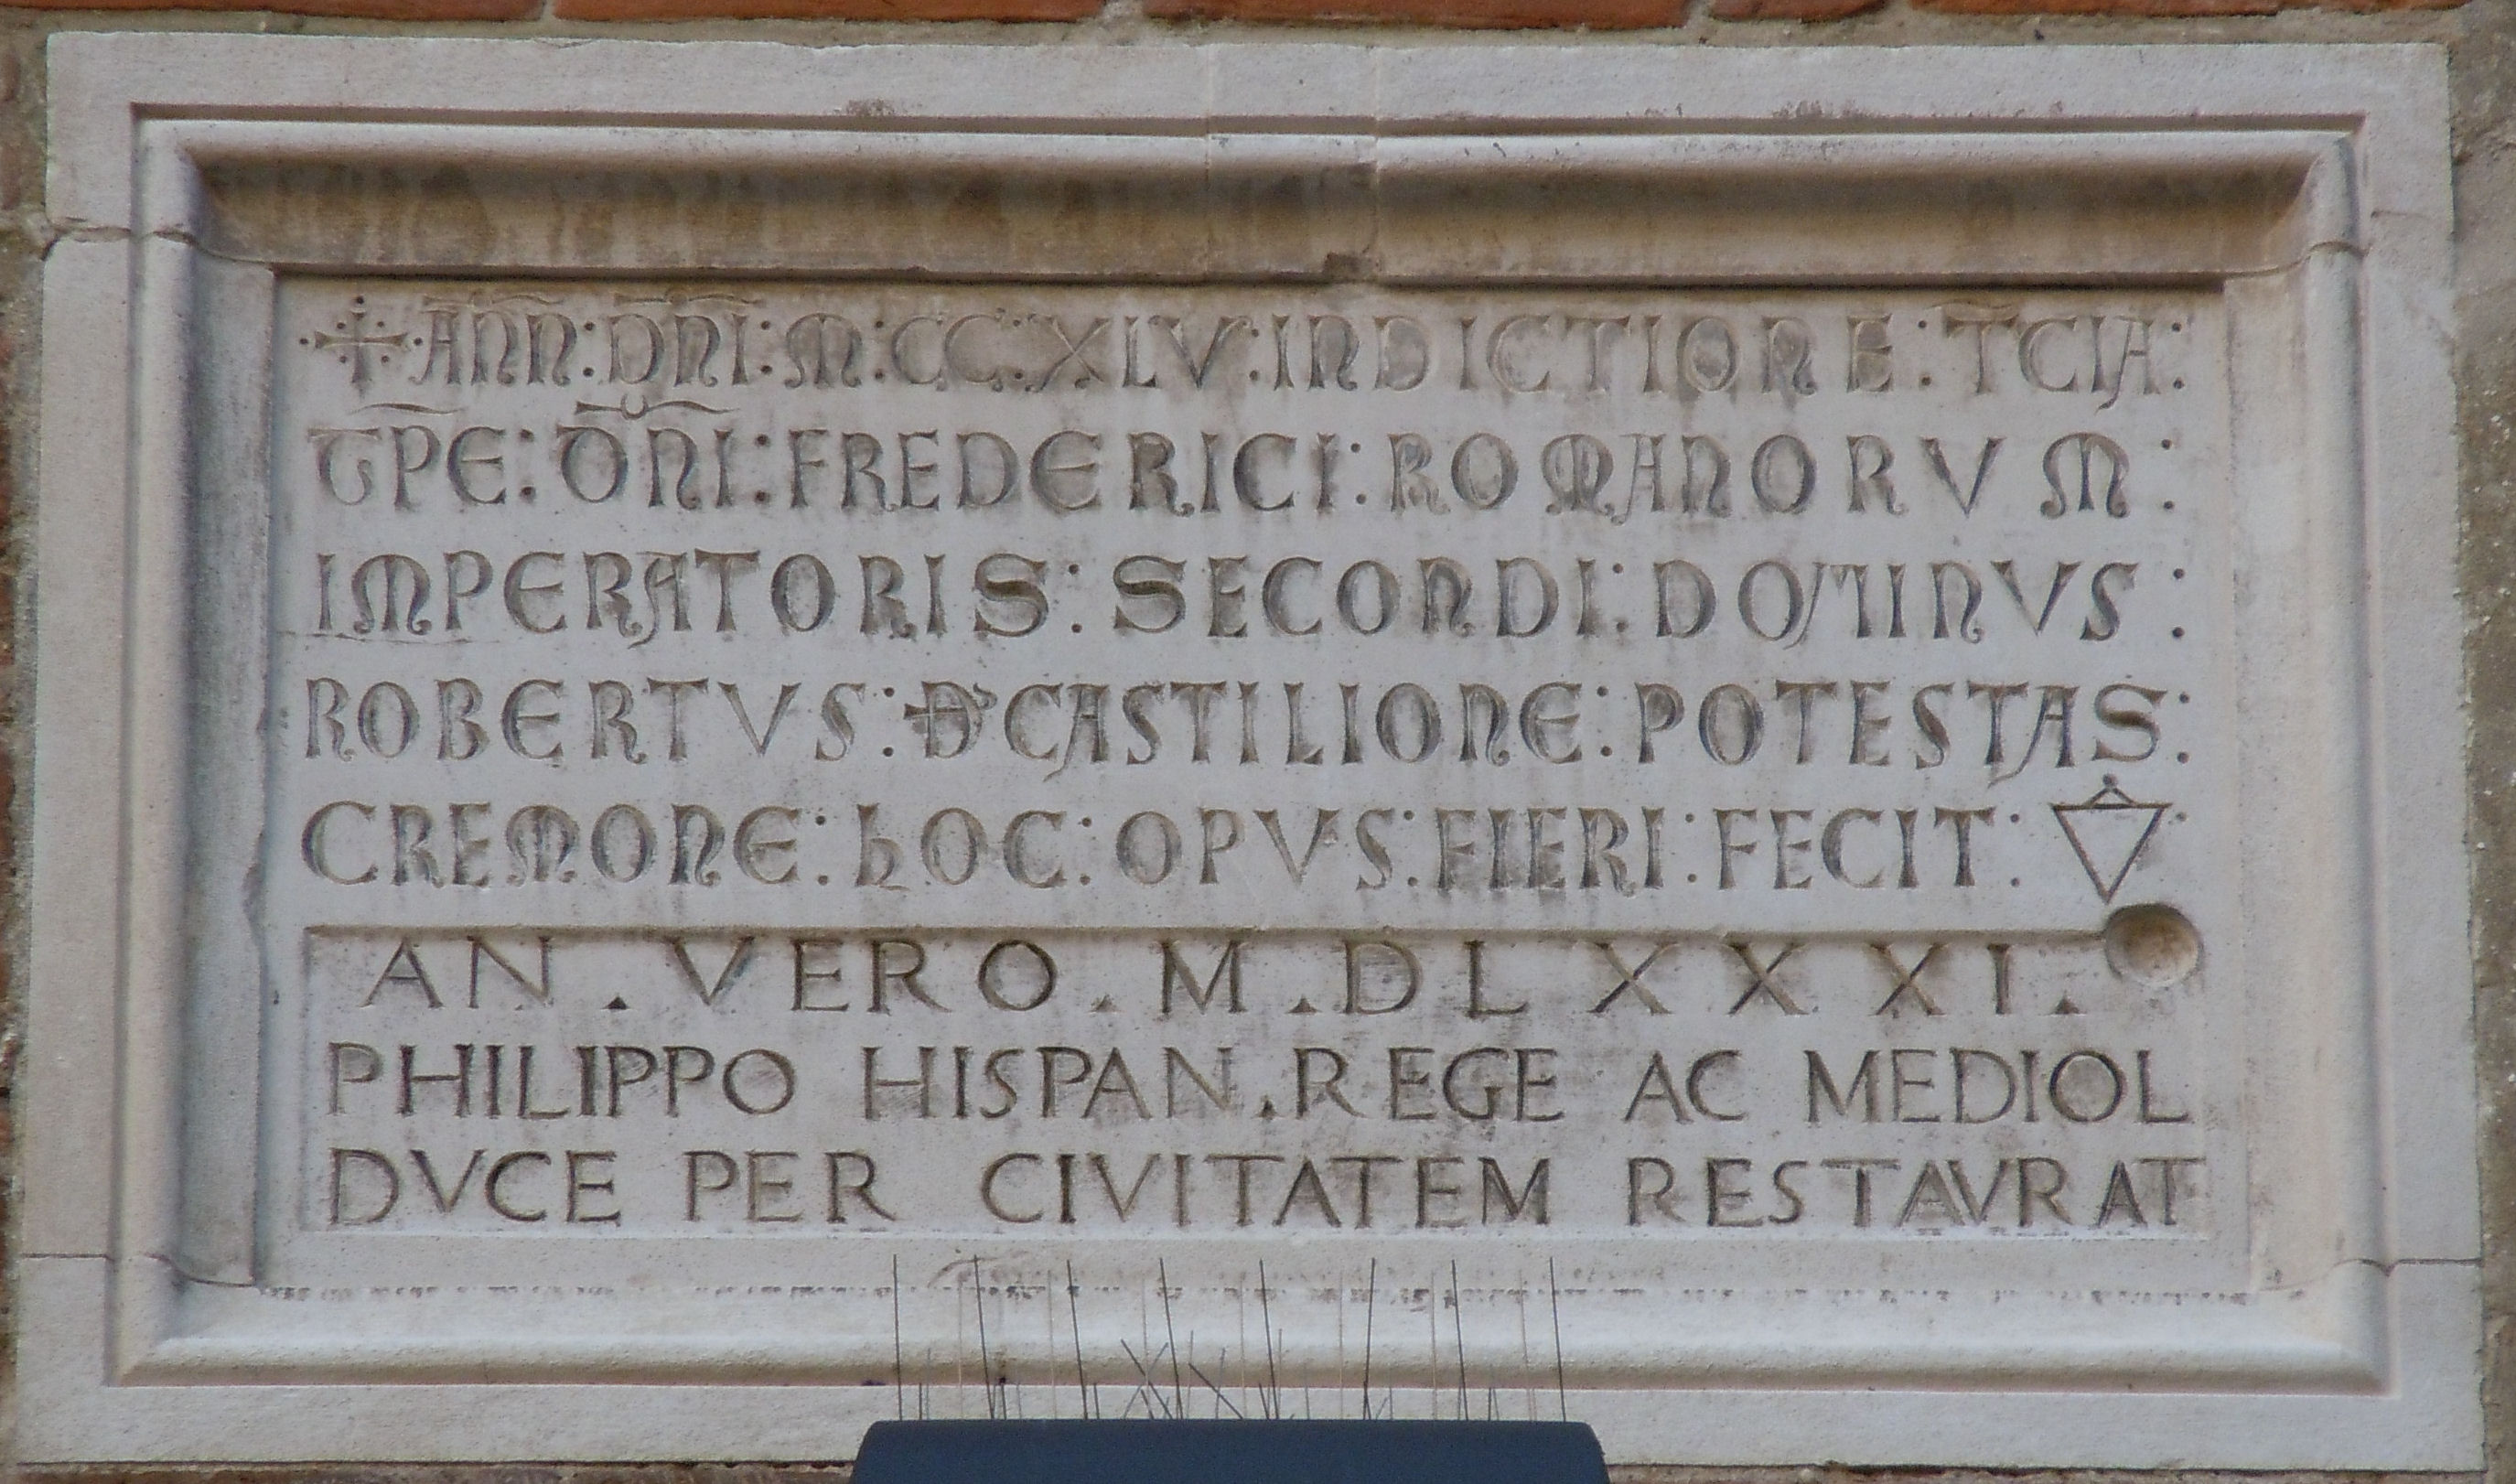 ✢ ANN : DNI : M : CC : XLV : INDICTIONE : TCIA :
TPE : DNI : FREDERICI : ROMANORVM :
IMPERATORIS : SECONDI : DOMINVS :
ROBERTVS : D' CASTILIONE : POTESTAS :
CREMONE : hOC : OPVS : FIERI : FECIT :
AN . VERO . M . DLXXXI .
PHILIPPO HISPAN . REGE AC MEDIOL
DVCE PER CIVITATEM RESTAVRAT